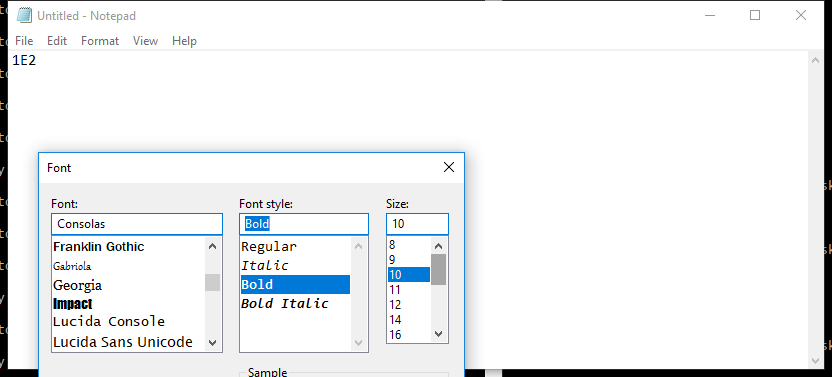 Untitled - Notepad
File Edit Format View Help
1E2
Font
Font: Font style: Size:
Consolas Bold 10
Franklin Gothic
Gabriola
Georgia
Impact
Lucida Console
Lucida Sans Unicode
Regular
Italic
Bold
Bold Italic
8
9
10
11
12
14
16
Sample